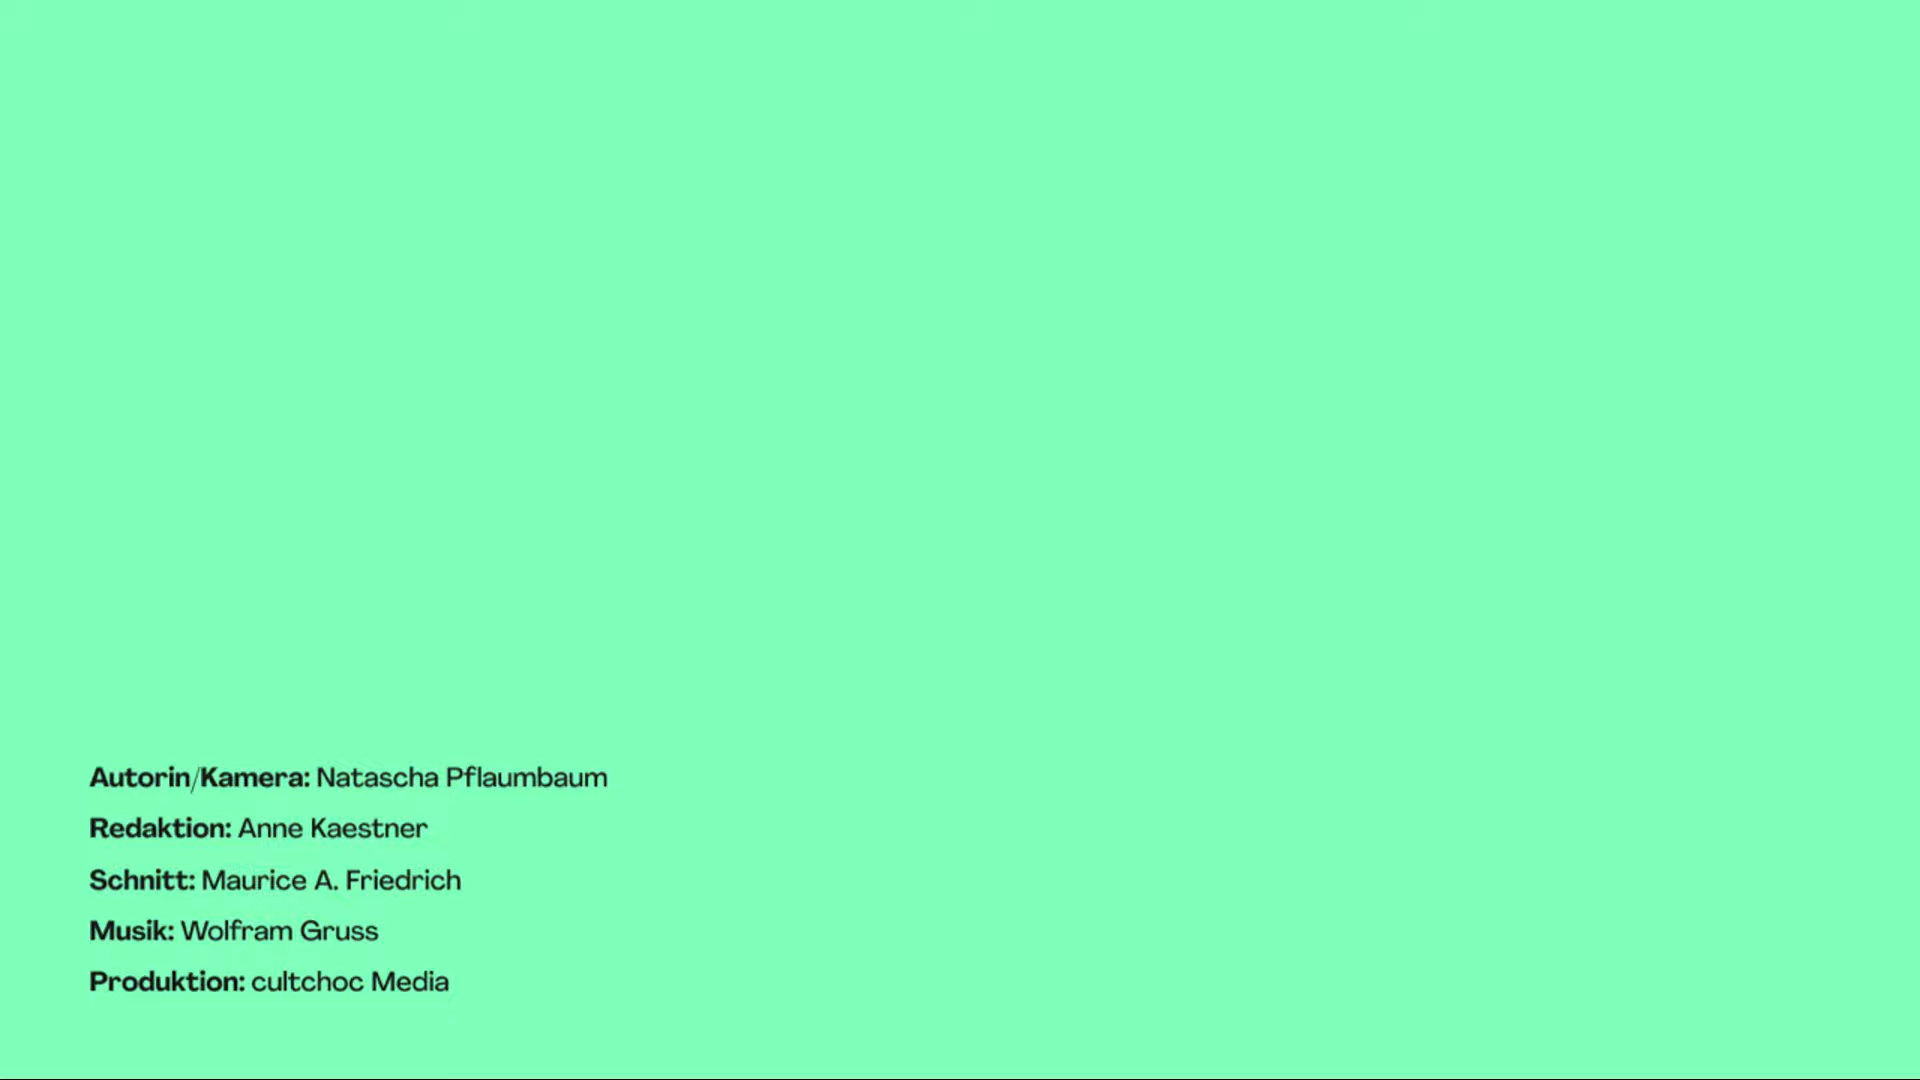 Autorin/Kamera: Natascha Pflaumbaum
Redaktion: Anne Kaestner
Schnitt: Maurice A. Friedrich
Musik: Wolfram Gruss
Produktion: cultchoc Media